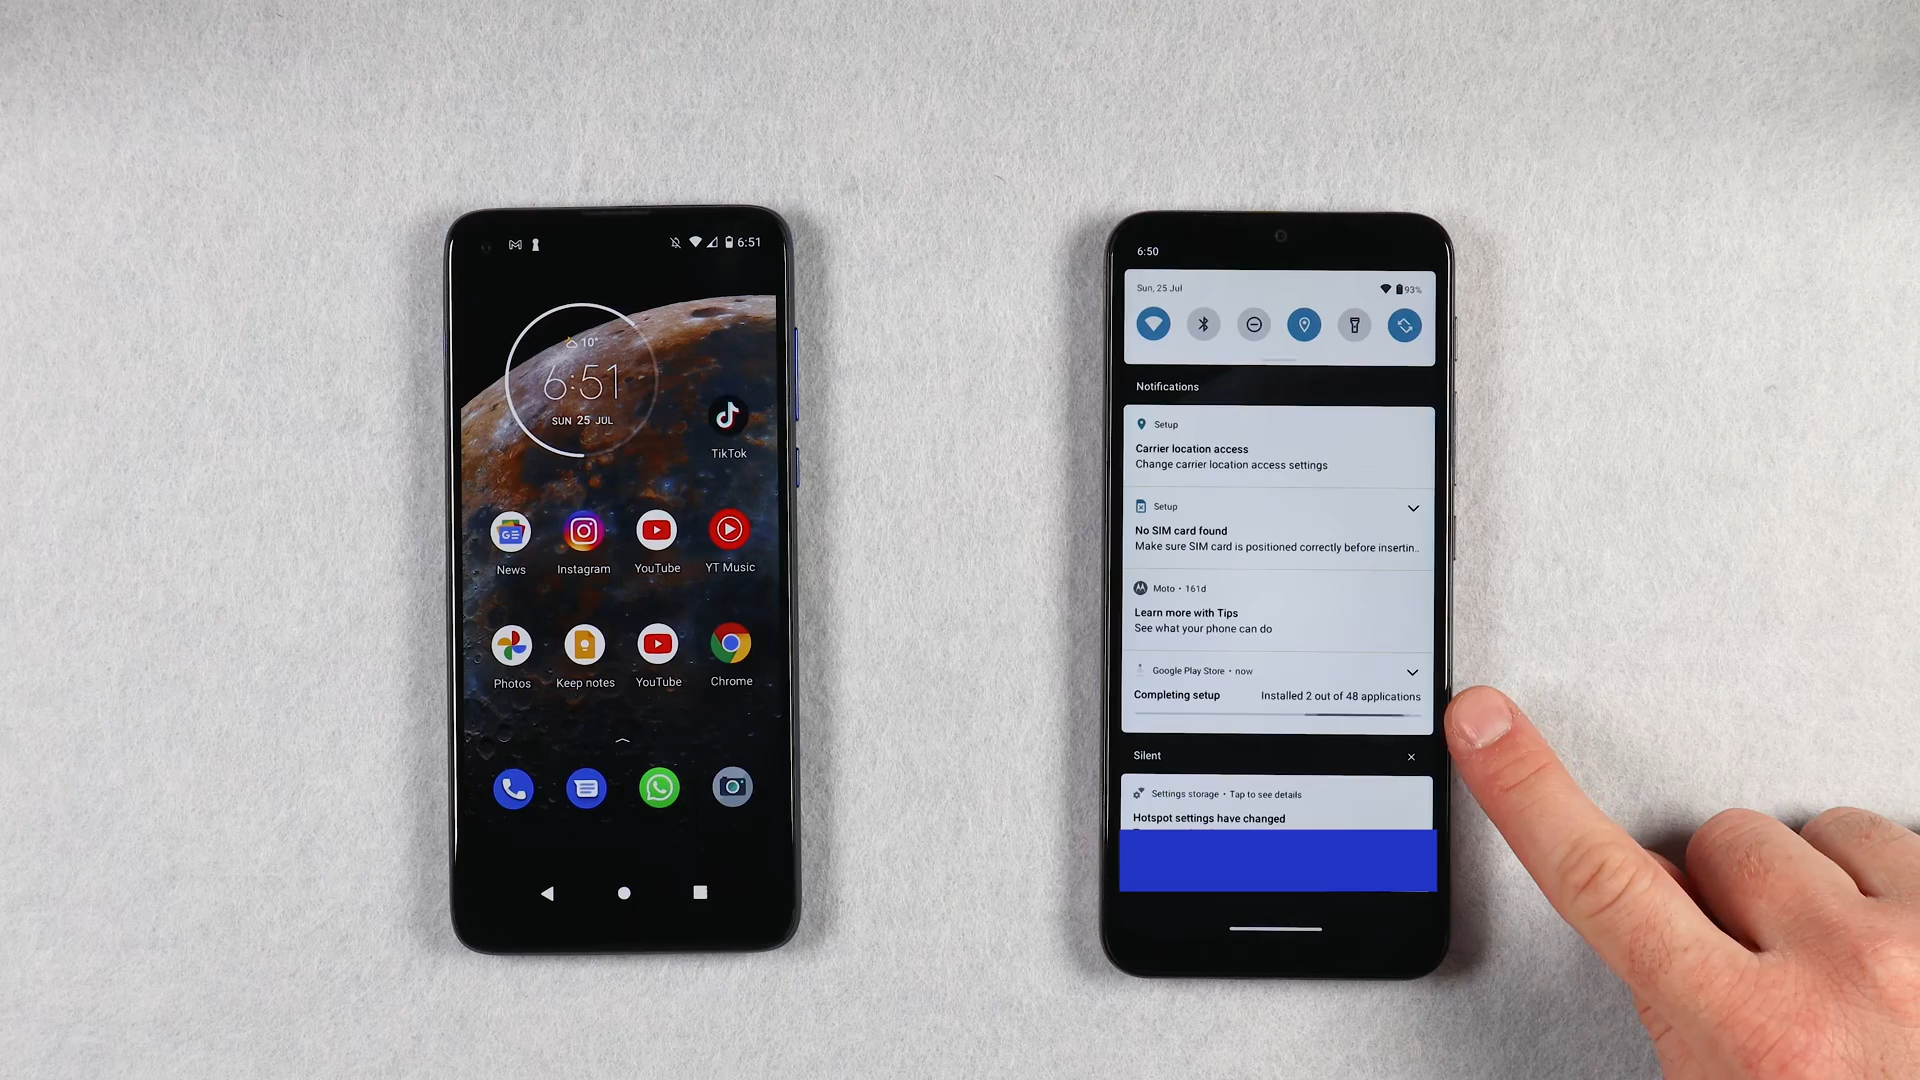 6:51
10°
6:51
SUN 25 JUL
TikTok
News
Instagram
YouTube
YT Music
Photos
Keep notes
YouTube
Chrome
6:50
Sun, 25 Jul
93%
Notifications
Setup
Carrier location access
Change carrier location access settings
Setup
No SIM card found
Make sure SIM card is positioned correctly before insertin..
Moto • 161d
Learn more with Tips
See what your phone can do
Google Play Store • now
Completing setup Installed 2 out of 48 applications
Silent
Settings storage • Tap to see details
Hotspot settings have changed